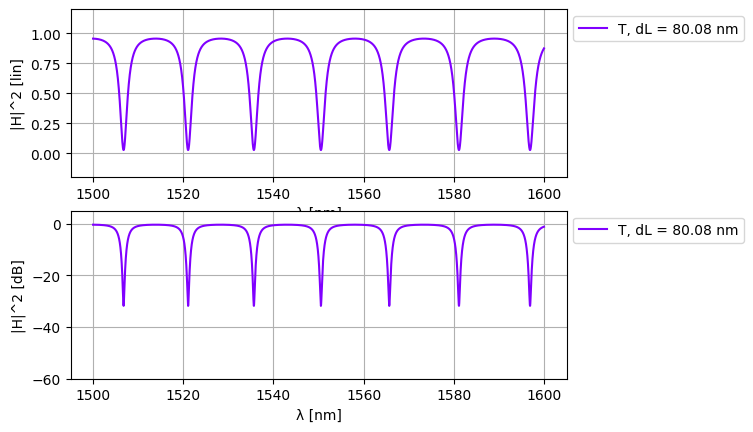 1.00
0.75
0.50
0.25
0.00
|H|^2 [lin]
1500 1520 1540 1560 1580 1600
λ [nm]
T, dL = 80.08 nm
0
−20
−40
−60
|H|^2 [dB]
1500 1520 1540 1560 1580 1600
λ [nm]
T, dL = 80.08 nm